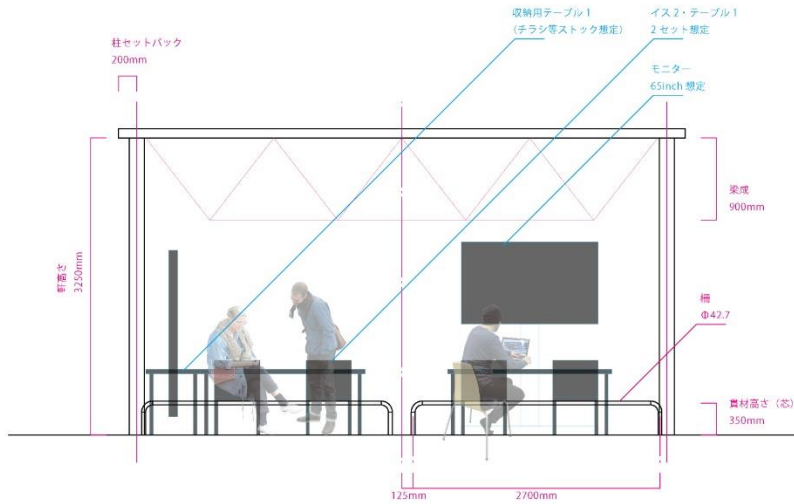 収納用テーブル 1
(チラシ等ストック想定)
イス 2・テーブル 1
2 セット想定
柱セットバック
200mm
モニター
65inch 想定
梁成
900mm
軒高さ
3250mm
柵
Φ42.7
貫材高さ（芯）
350mm
125mm
2700mm